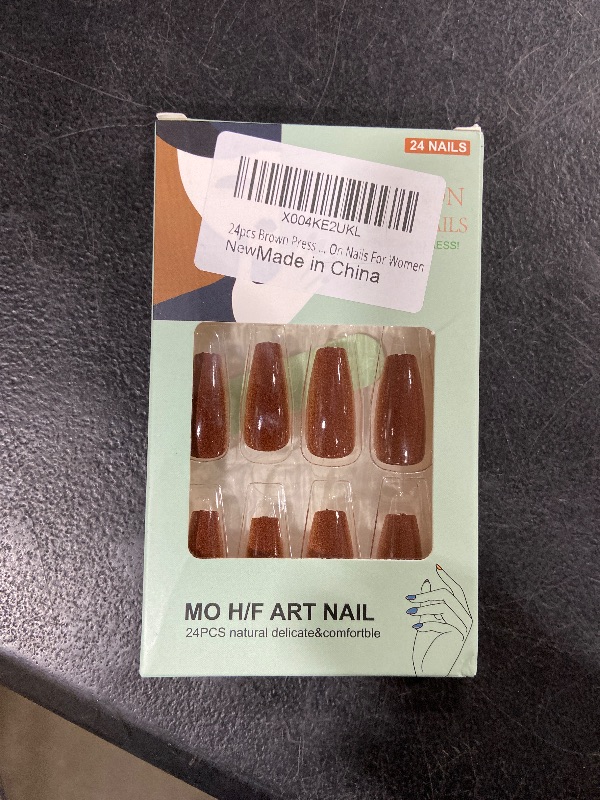 24 NAILS
X004KE2UKL
24pcs Brown Press ... On Nails For Women
NewMade in China
MO H/F ART NAIL
24PCS natural delicate&comfortble